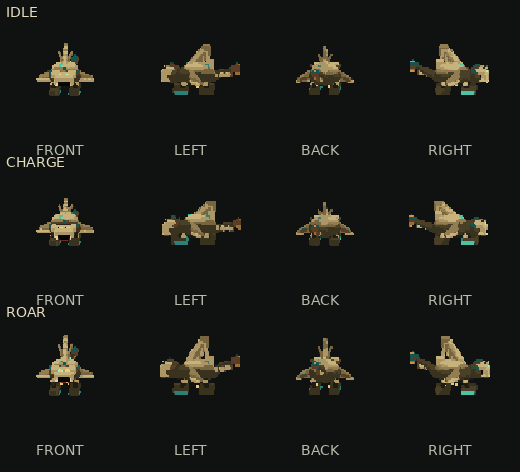 IDLE
FRONT LEFT BACK RIGHT
CHARGE
FRONT LEFT BACK RIGHT
ROAR
FRONT LEFT BACK RIGHT